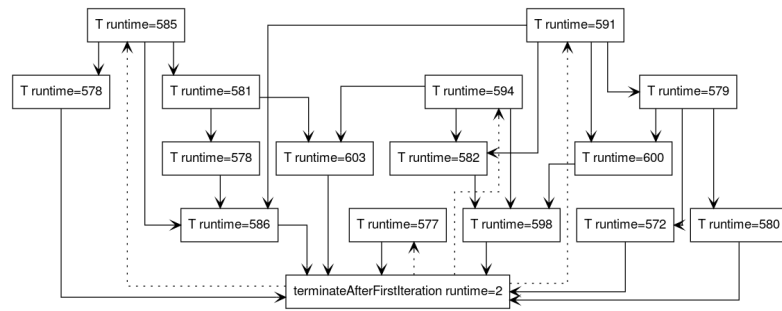 T runtime=585
T runtime=591
T runtime=578
T runtime=581
T runtime=594
T runtime=579
T runtime=578
T runtime=603
T runtime=582
T runtime=600
T runtime=586
T runtime=577
T runtime=598
T runtime=572
T runtime=580
terminateAfterFirstIteration runtime=2